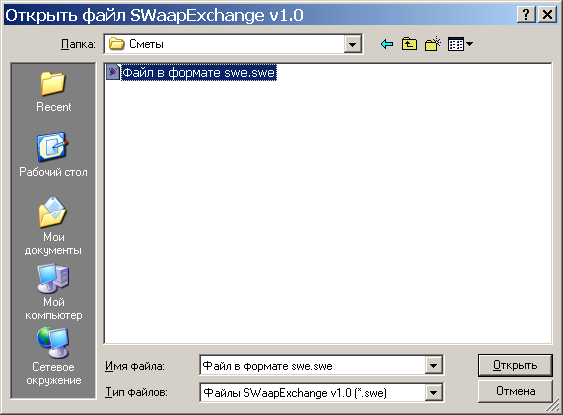 Открыть файл SWaapExchange v1.0
Папка: Сметы
Файл в формате swe.swe
Recent
Рабочий стол
Мои
документы
Мой
компьютер
Сетевое
окружение
Имя файла: Файл в формате swe.swe Открыть
Тип файлов: Файлы SWaapExchange v1.0 (*.swe) Отмена